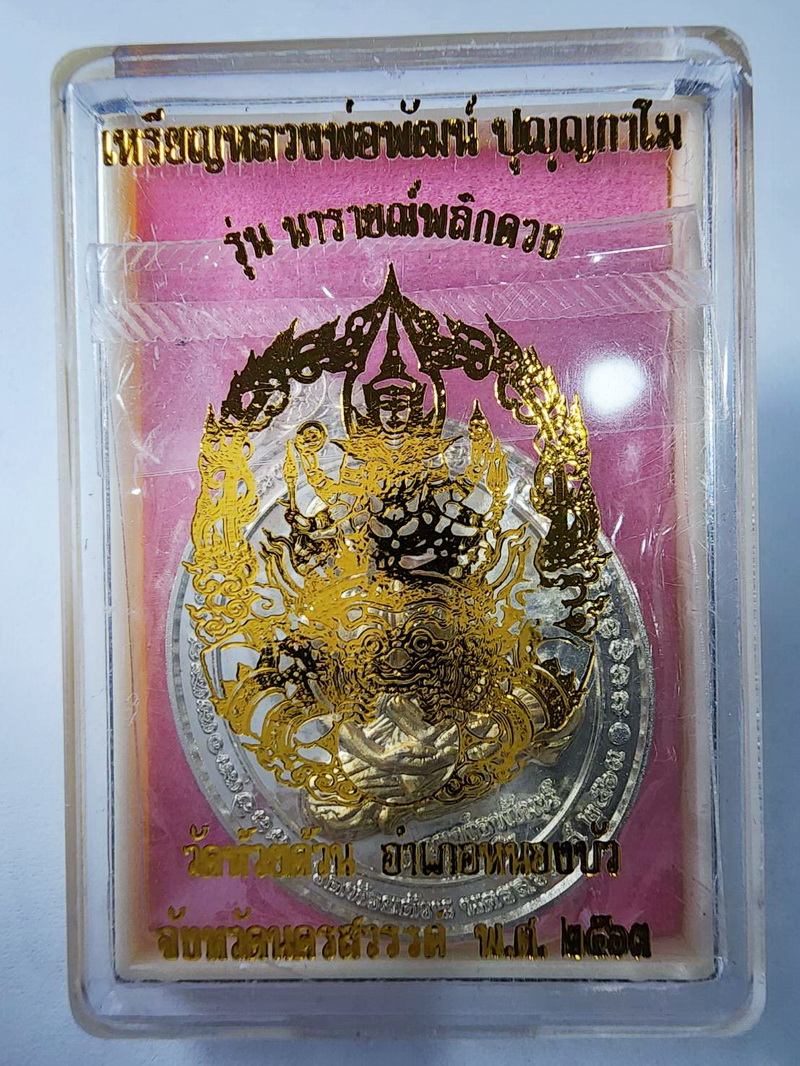 เหรียญหลวงพ่อพัฒน์ ปุญฺญกาโม
รุ่น นารายณ์พลิกดวง
วัดห้วยด้วน อำเภอหนองบัว
จังหวัดนครสวรรค์ พ.ศ. ๒๕๖๓